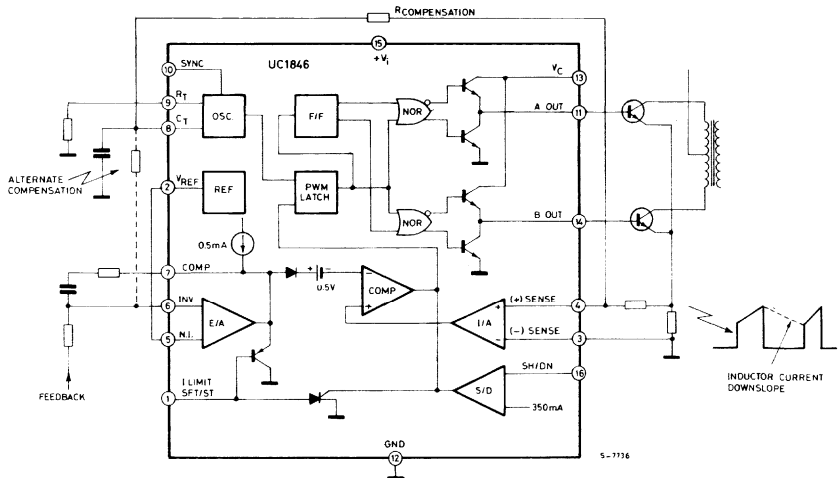 RCOMPENSATION
15
+Vi
UC1846
10
SYNC
9
RT
8
CT
OSC.
F/F
NOR
VC
13
A OUT
11
ALTERNATE
COMPENSATION
2
VREF
REF
PWM
LATCH
NOR
B OUT
14
0.5mA
7
COMP
+
−
0.5V
−
+
COMP
6
INV
E/A
5
N.I.
(+) SENSE
4
+
I/A
−
(−) SENSE
3
SH/DN
16
S/D
350mA
I LIMIT
SFT/ST
1
FEEDBACK
INDUCTOR CURRENT
DOWNSLOPE
GND
12
S-7736